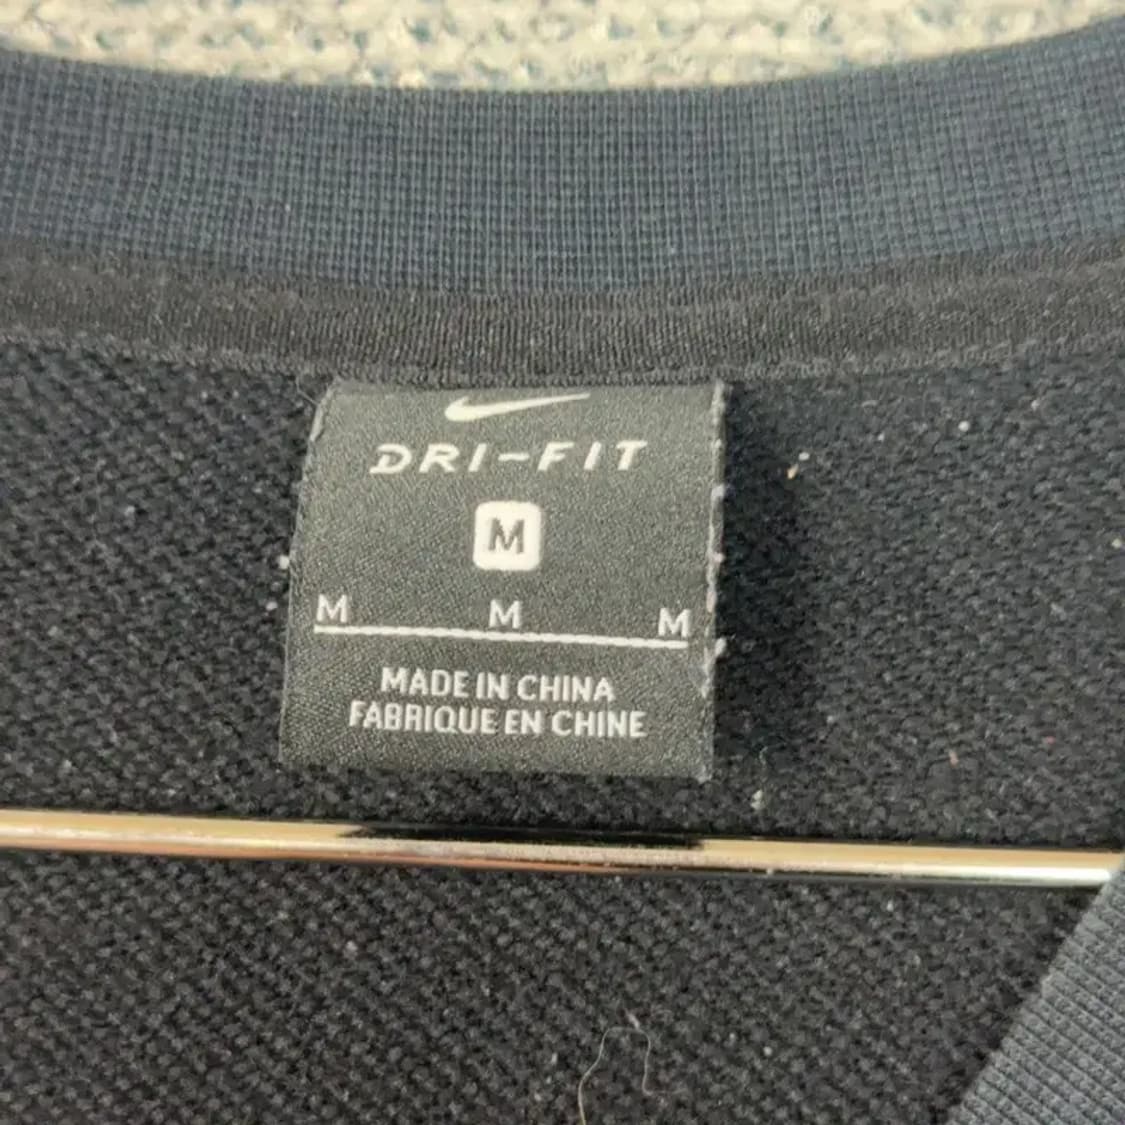 DRI-FIT
M
M M M
MADE IN CHINA
FABRIQUE EN CHINE